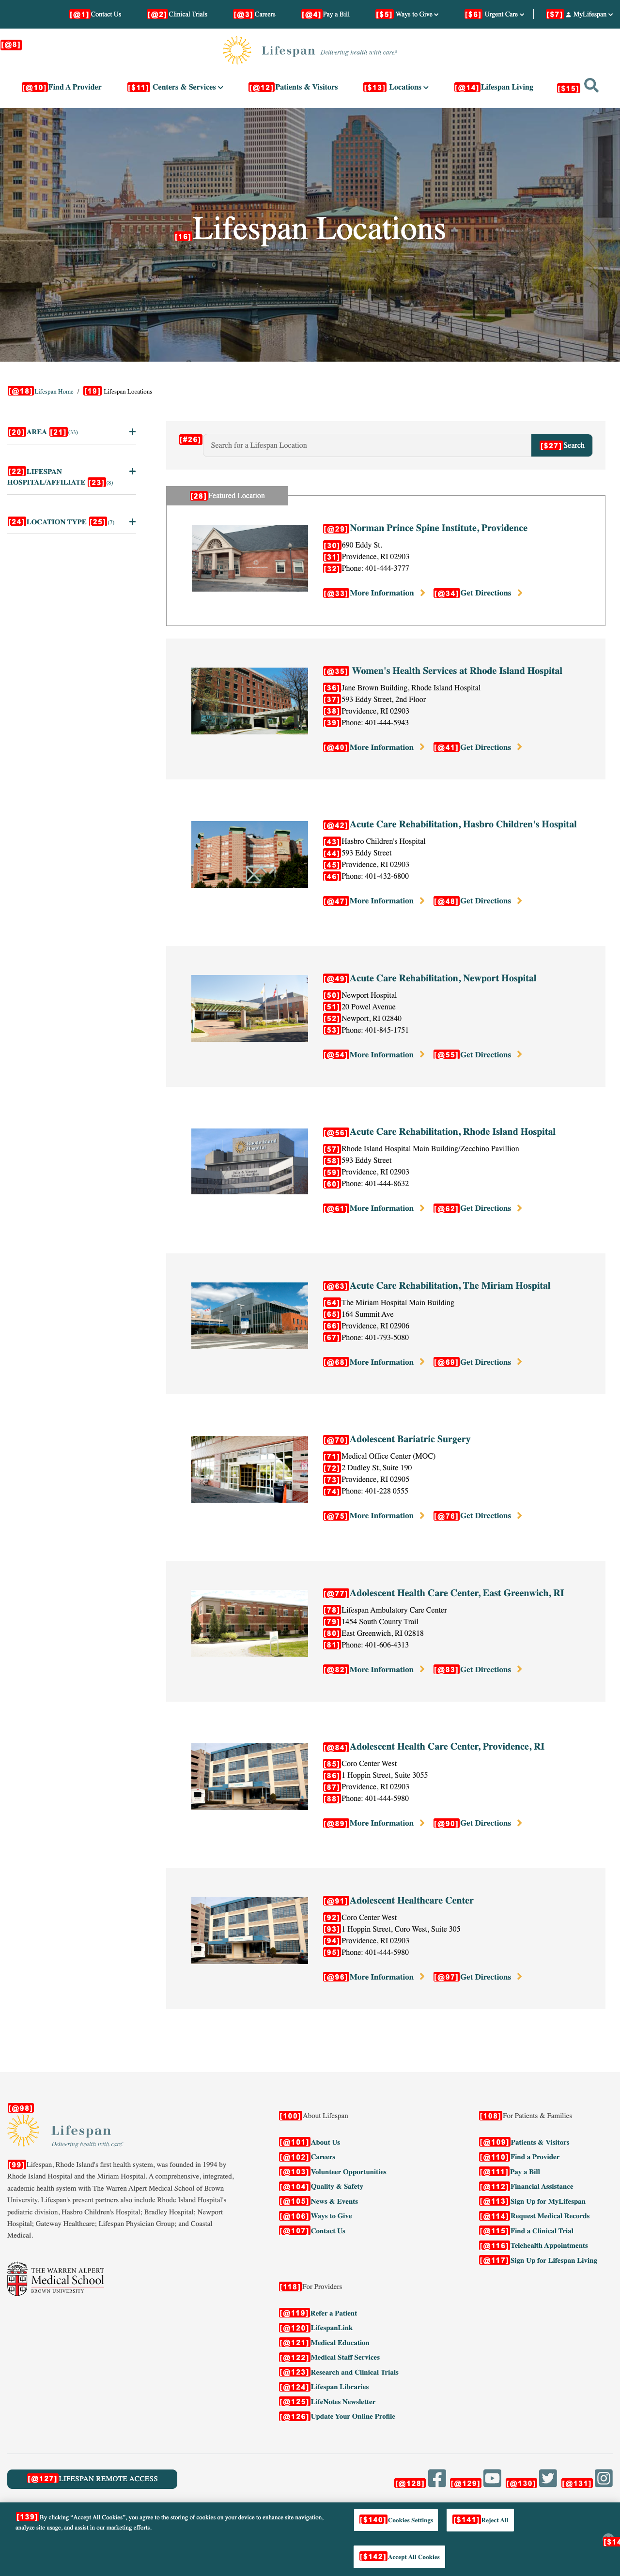 [@1] Contact Us [@2] Clinical Trials [@3] Careers [@4] Pay a Bill [$5] Ways to Give [$6] Urgent Care [$7] MyLifespan
[@8] Lifespan Delivering health with care.®
[@10]Find A Provider [$11] Centers & Services [@12]Patients & Visitors [$13] Locations [@14]Lifespan Living [$15]
[16]Lifespan Locations
[@18]Lifespan Home / [19] Lifespan Locations
[20]AREA [21](33)
[22]LIFESPAN
HOSPITAL/AFFILIATE [23](8)
[24]LOCATION TYPE [25](7)
[#26] Search for a Lifespan Location [$27] Search
[28]Featured Location
[@29]Norman Prince Spine Institute, Providence
[30]690 Eddy St.
[31]Providence, RI 02903
[32]Phone: 401-444-3777
[@33]More Information [@34]Get Directions
[@35] Women's Health Services at Rhode Island Hospital
[36]Jane Brown Building, Rhode Island Hospital
[37]593 Eddy Street, 2nd Floor
[38]Providence, RI 02903
[39]Phone: 401-444-5943
[@40]More Information [@41]Get Directions
[@42]Acute Care Rehabilitation, Hasbro Children's Hospital
[43]Hasbro Children's Hospital
[44]593 Eddy Street
[45]Providence, RI 02903
[46]Phone: 401-432-6800
[@47]More Information [@48]Get Directions
[@49]Acute Care Rehabilitation, Newport Hospital
[50]Newport Hospital
[51]20 Powel Avenue
[52]Newport, RI 02840
[53]Phone: 401-845-1751
[@54]More Information [@55]Get Directions
[@56]Acute Care Rehabilitation, Rhode Island Hospital
[57]Rhode Island Hospital Main Building/Zecchino Pavillion
[58]593 Eddy Street
[59]Providence, RI 02903
[60]Phone: 401-444-8632
[@61]More Information [@62]Get Directions
[@63]Acute Care Rehabilitation, The Miriam Hospital
[64]The Miriam Hospital Main Building
[65]164 Summit Ave
[66]Providence, RI 02906
[67]Phone: 401-793-5080
[@68]More Information [@69]Get Directions
[@70]Adolescent Bariatric Surgery
[71]Medical Office Center (MOC)
[72]2 Dudley St, Suite 190
[73]Providence, RI 02905
[74]Phone: 401-228 0555
[@75]More Information [@76]Get Directions
[@77]Adolescent Health Care Center, East Greenwich, RI
[78]Lifespan Ambulatory Care Center
[79]1454 South County Trail
[80]East Greenwich, RI 02818
[81]Phone: 401-606-4313
[@82]More Information [@83]Get Directions
[@84]Adolescent Health Care Center, Providence, RI
[85]Coro Center West
[86]1 Hoppin Street, Suite 3055
[87]Providence, RI 02903
[88]Phone: 401-444-5980
[@89]More Information [@90]Get Directions
[@91]Adolescent Healthcare Center
[92]Coro Center West
[93]1 Hoppin Street, Coro West, Suite 305
[94]Providence, RI 02903
[95]Phone: 401-444-5980
[@96]More Information [@97]Get Directions
[@98]
Lifespan
Delivering health with care.®
[99]Lifespan, Rhode Island's first health system, was founded in 1994 by
Rhode Island Hospital and the Miriam Hospital. A comprehensive, integrated,
academic health system with The Warren Alpert Medical School of Brown
University, Lifespan's present partners also include Rhode Island Hospital's
pediatric division, Hasbro Children's Hospital; Bradley Hospital; Newport
Hospital; Gateway Healthcare; Lifespan Physician Group; and Coastal
Medical.
THE WARREN ALPERT
Medical School
BROWN UNIVERSITY
[100]About Lifespan
[@101]About Us
[@102]Careers
[@103]Volunteer Opportunities
[@104]Quality & Safety
[@105]News & Events
[@106]Ways to Give
[@107]Contact Us
[108]For Patients & Families
[@109]Patients & Visitors
[@110]Find a Provider
[@111]Pay a Bill
[@112]Financial Assistance
[@113]Sign Up for MyLifespan
[@114]Request Medical Records
[@115]Find a Clinical Trial
[@116]Telehealth Appointments
[@117]Sign Up for Lifespan Living
[118]For Providers
[@119]Refer a Patient
[@120]LifespanLink
[@121]Medical Education
[@122]Medical Staff Services
[@123]Research and Clinical Trials
[@124]Lifespan Libraries
[@125]LifeNotes Newsletter
[@126]Update Your Online Profile
[@127]LIFESPAN REMOTE ACCESS [@128] [@129] [@130] [@131]
[139]By clicking “Accept All Cookies”, you agree to the storing of cookies on your device to enhance site navigation,
analyze site usage, and assist in our marketing efforts.
[$140]Cookies Settings [$141]Reject All
[$142]Accept All Cookies
[$14